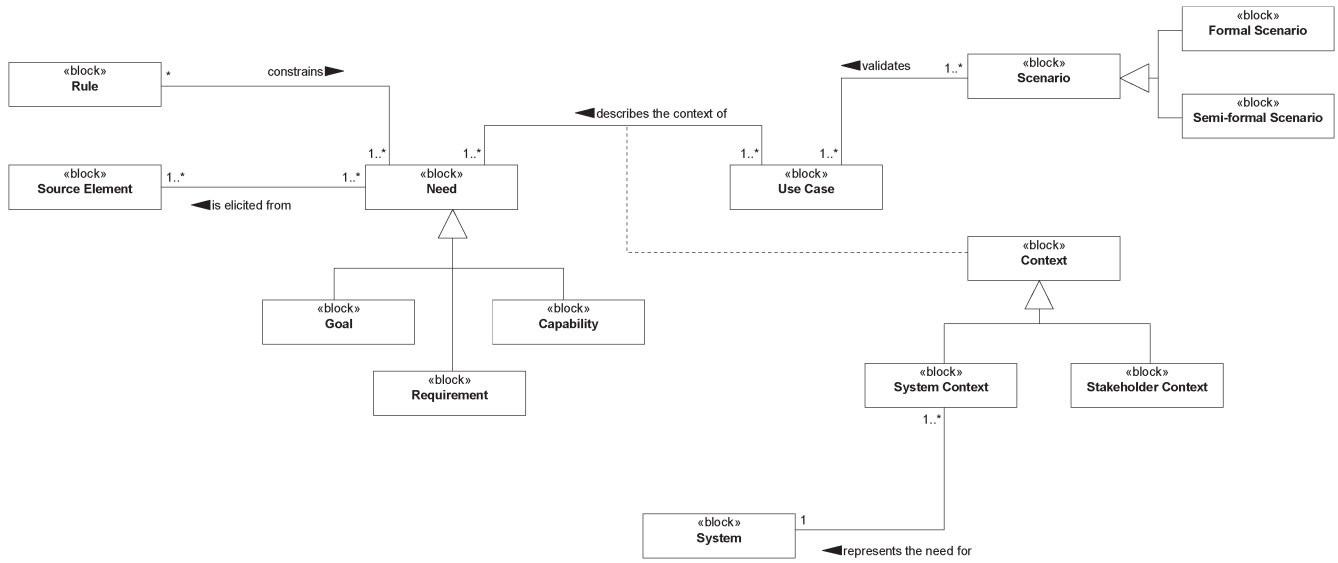 «block»
Formal Scenario
«block»
Rule
*
constrains
validates
1..*
«block»
Scenario
«block»
Semi-formal Scenario
describes the context of
1..*
1..*
1..*
1..*
«block»
Source Element
1..*
1..*
«block»
Need
«block»
Use Case
is elicited from
«block»
Context
«block»
Goal
«block»
Capability
«block»
Requirement
«block»
System Context
«block»
Stakeholder Context
1..*
«block»
System
1
represents the need for